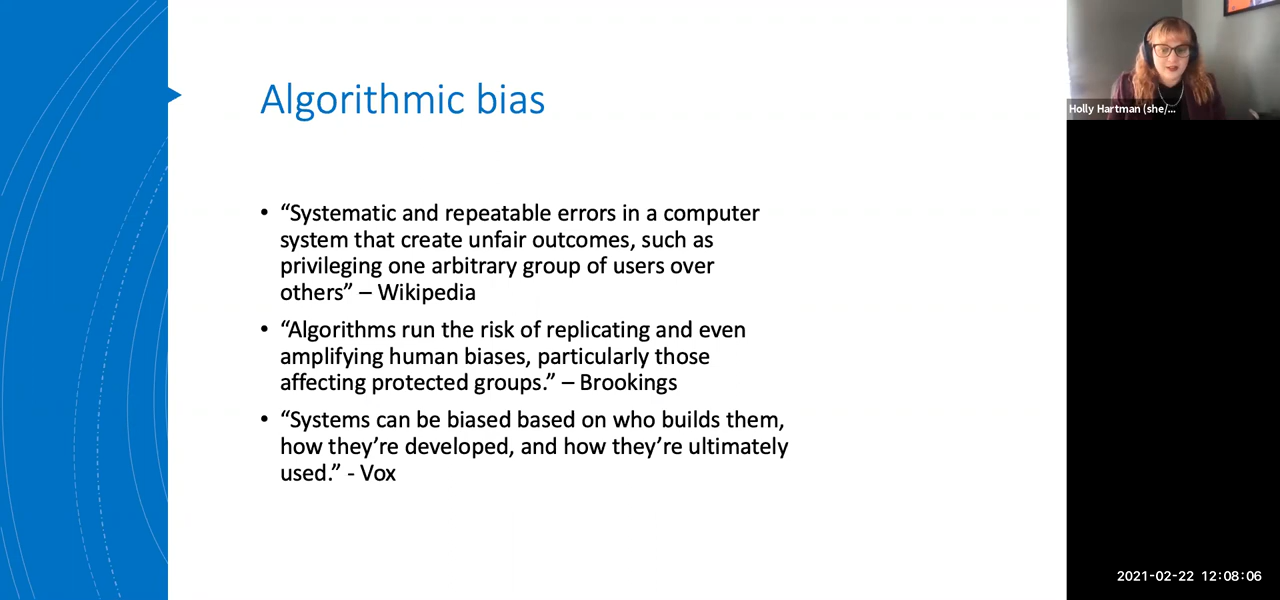 Algorithmic bias
• “Systematic and repeatable errors in a computer
system that create unfair outcomes, such as
privileging one arbitrary group of users over
others” – Wikipedia
• “Algorithms run the risk of replicating and even
amplifying human biases, particularly those
affecting protected groups.” – Brookings
• “Systems can be biased based on who builds them,
how they’re developed, and how they’re ultimately
used.” - Vox
Holly Hartman (she/...
2021-02-22 12:08:06